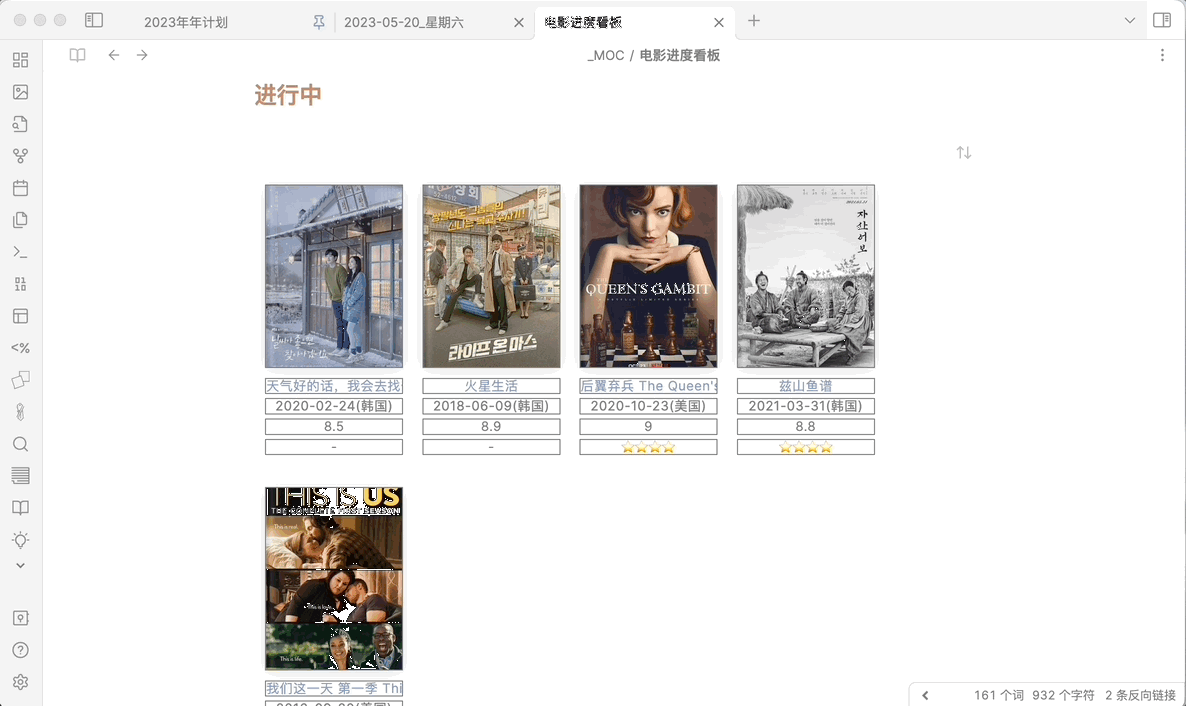 2023年年计划
2023-05-20_星期六
电影进度看板
_MOC / 电影进度看板
进行中
날씨가 좋으면
찾아가겠어요
라이프 온 마스
QUEEN'S GAMBIT
자산어보
天气好的话，我会去找
火星生活
后翼弃兵 The Queen's
兹山鱼谱
2020-02-24(韩国)
2018-06-09(韩国)
2020-10-23(美国)
2021-03-31(韩国)
8.5
8.9
9
8.8
-
-
⭐⭐⭐⭐
⭐⭐⭐⭐
THIS IS US
THE COMPLETE FIRST SEASON
This is real.
This is love.
This is life.
我们这一天 第一季 Thi
161 个词 932 个字符 2 条反向链接